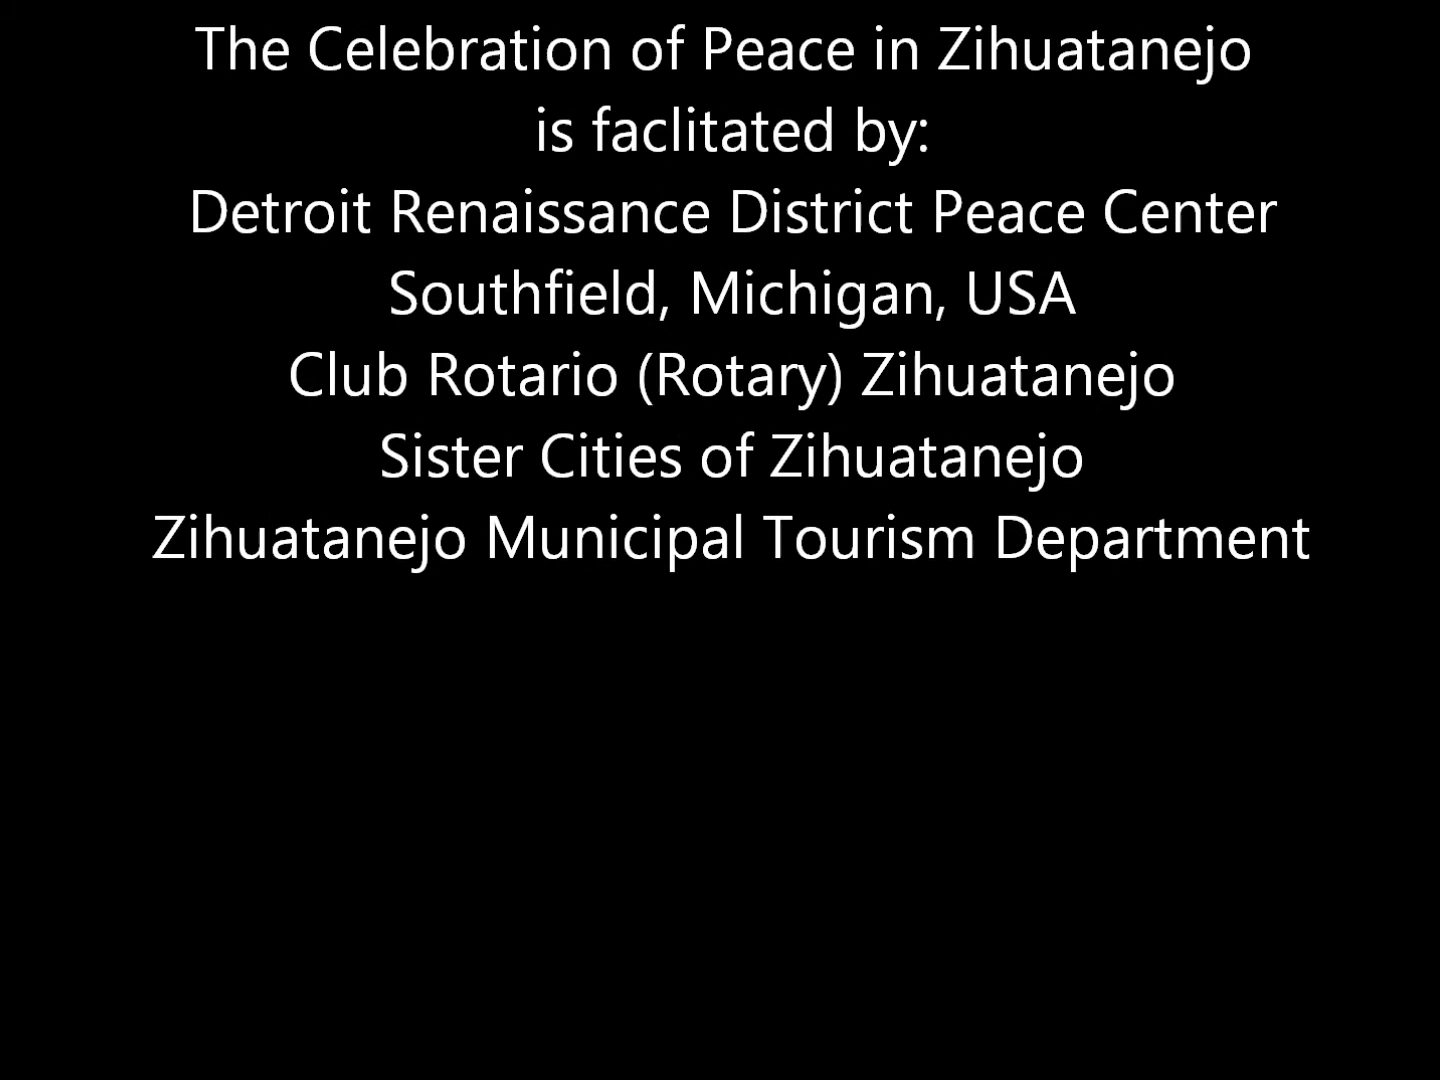 The Celebration of Peace in Zihuatanejo
is faclitated by:
Detroit Renaissance District Peace Center
Southfield, Michigan, USA
Club Rotario (Rotary) Zihuatanejo
Sister Cities of Zihuatanejo
Zihuatanejo Municipal Tourism Department